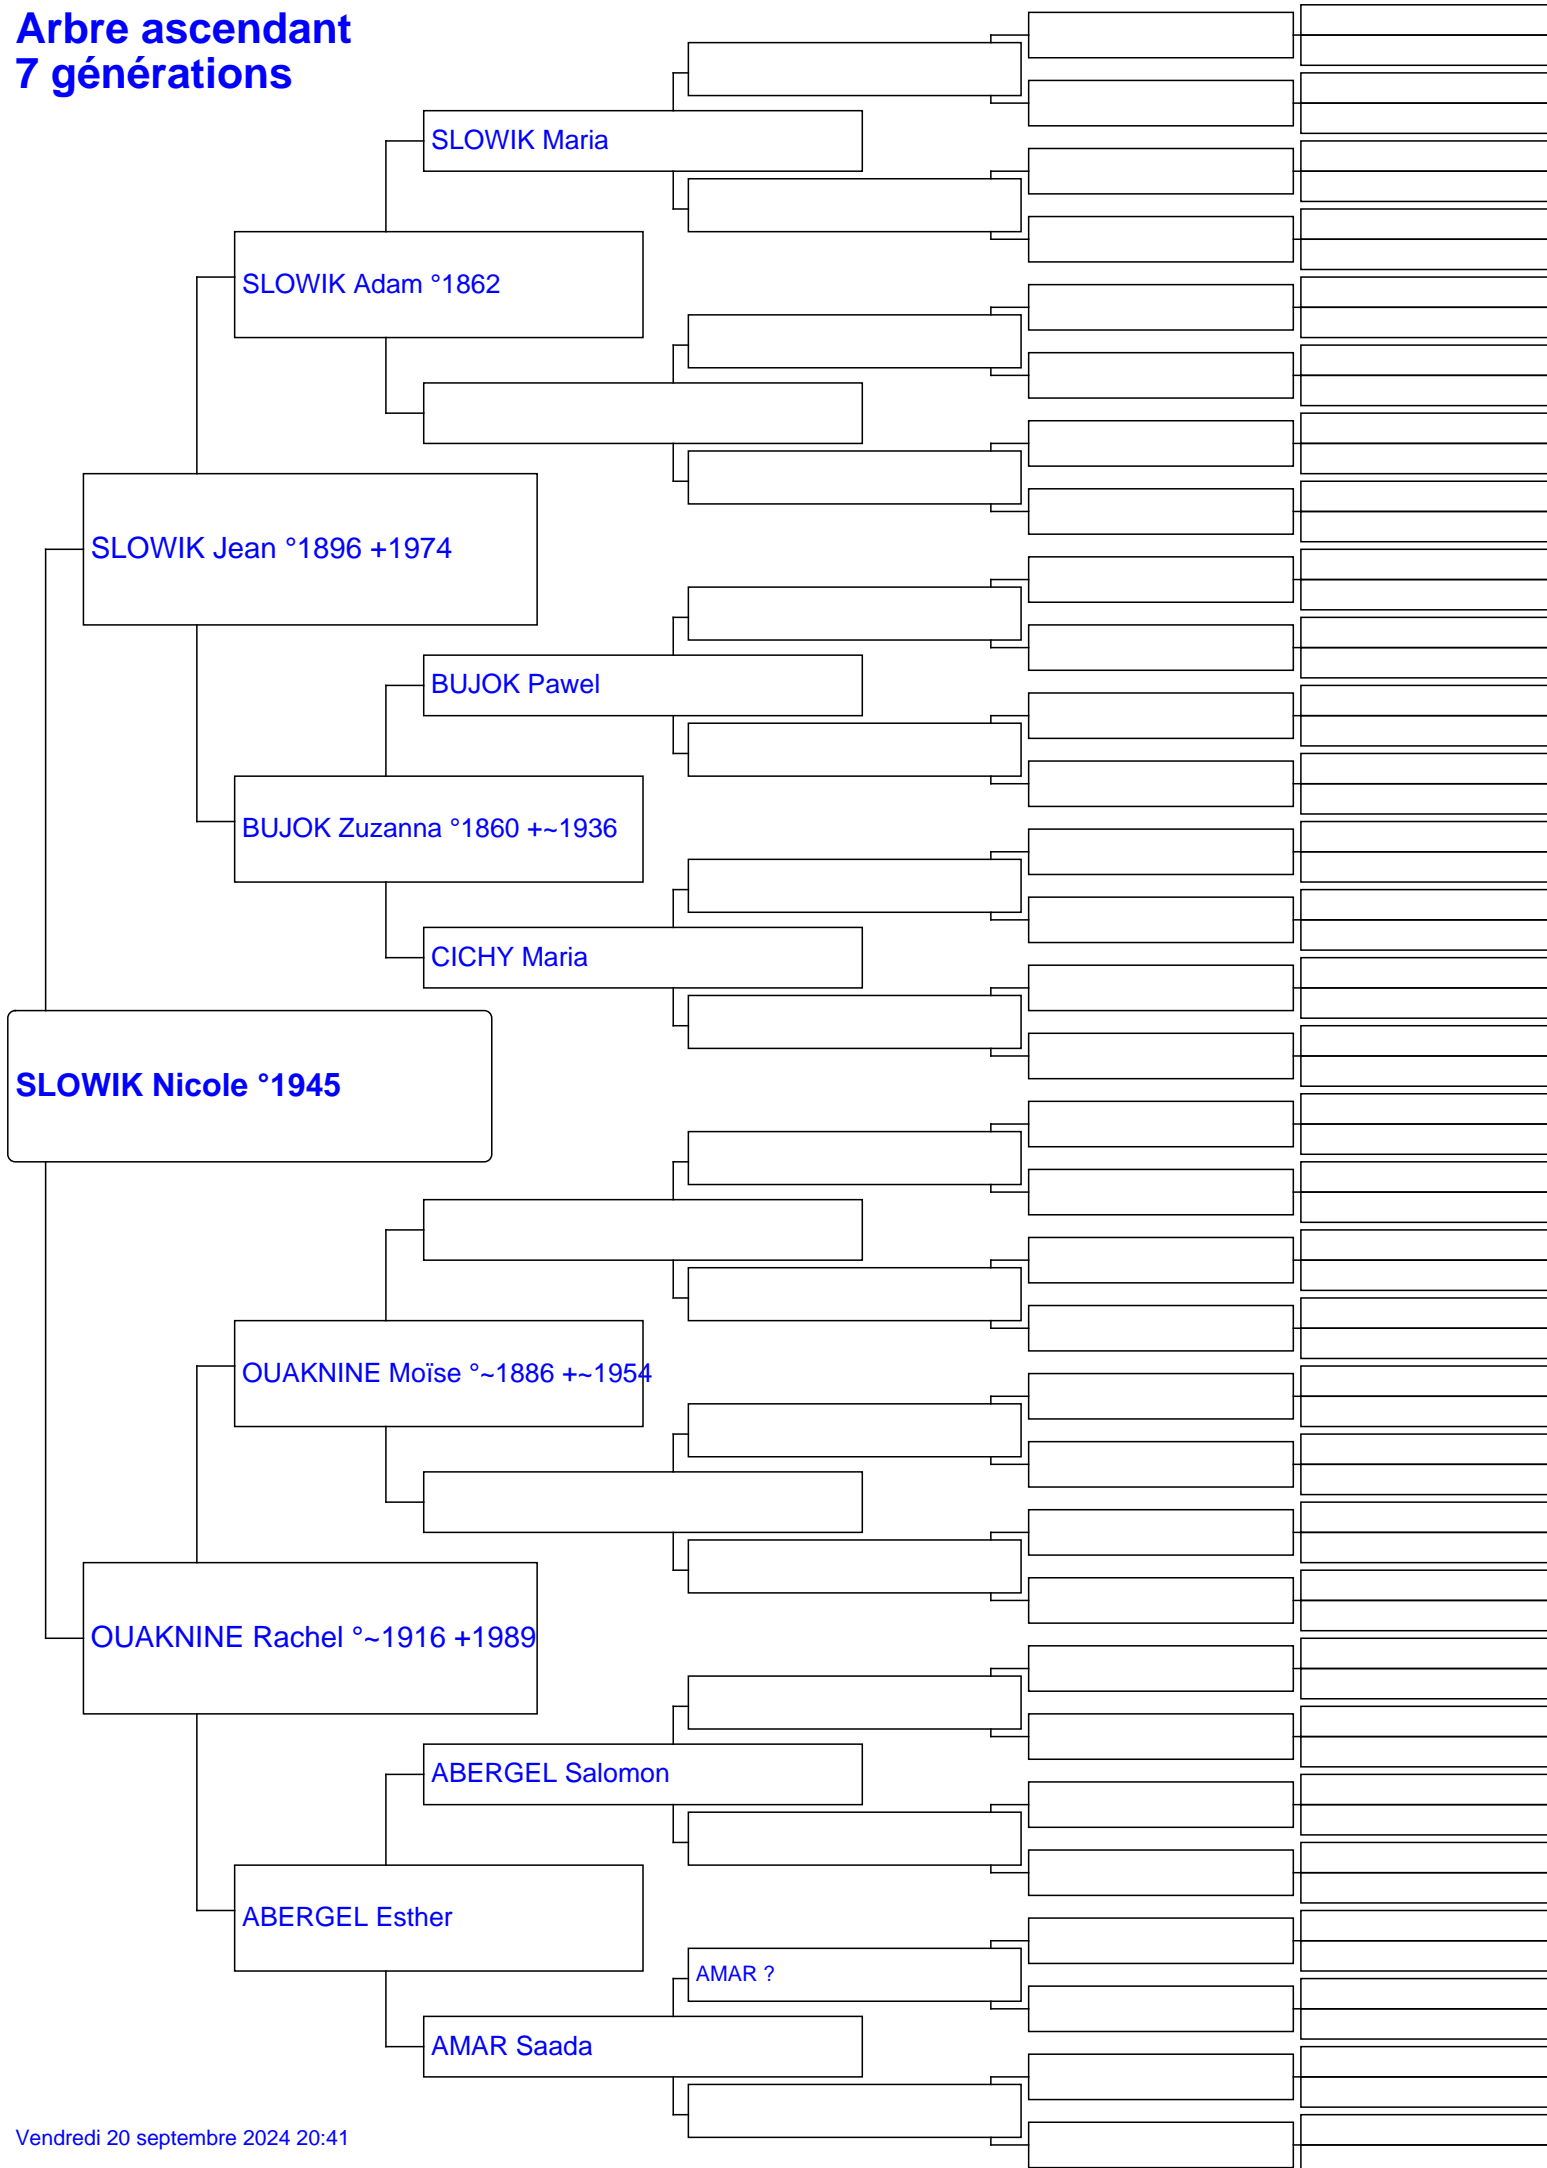 Arbre ascendant
7 générations
SLOWIK Maria
SLOWIK Adam °1862
SLOWIK Jean °1896 +1974
BUJOK Pawel
BUJOK Zuzanna °1860 +~1936
CICHY Maria
SLOWIK Nicole °1945
OUAKNINE Moïse °~1886 +~1954
OUAKNINE Rachel °~1916 +1989
ABERGEL Salomon
ABERGEL Esther
AMAR ?
AMAR Saada
Vendredi 20 septembre 2024 20:41